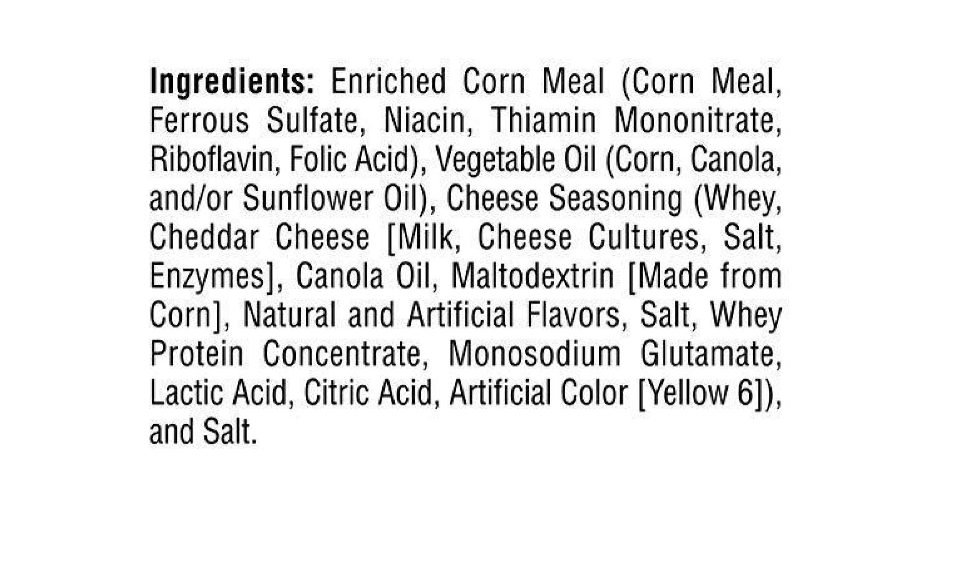 Ingredients: Enriched Corn Meal (Corn Meal,
Ferrous Sulfate, Niacin, Thiamin Mononitrate,
Riboflavin, Folic Acid), Vegetable Oil (Corn, Canola,
and/or Sunflower Oil), Cheese Seasoning (Whey,
Cheddar Cheese [Milk, Cheese Cultures, Salt,
Enzymes], Canola Oil, Maltodextrin [Made from
Corn], Natural and Artificial Flavors, Salt, Whey
Protein Concentrate, Monosodium Glutamate,
Lactic Acid, Citric Acid, Artificial Color [Yellow 6]),
and Salt.